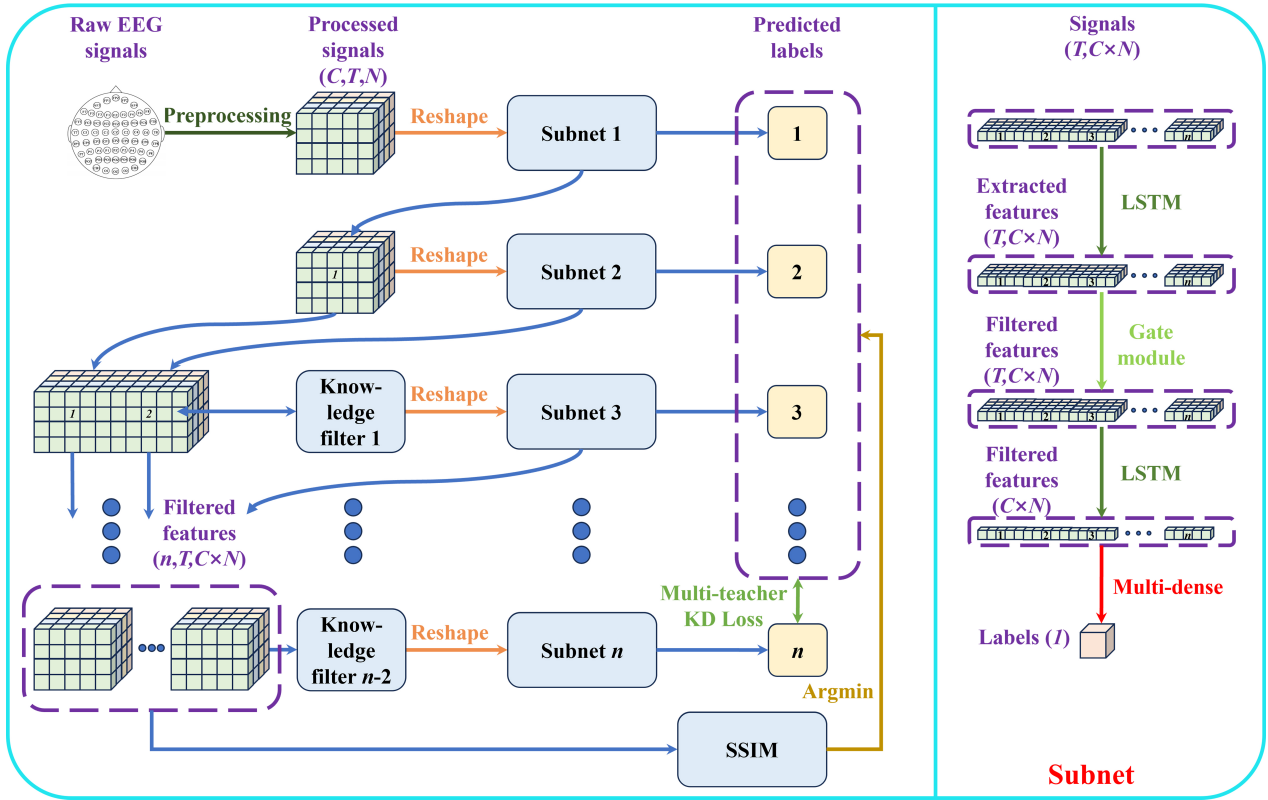 Raw EEG
signals
Processed
signals
(C,T,N)
Predicted
labels
Preprocessing
Reshape
Subnet 1
1
1
Reshape
Subnet 2
2
1
2
Know-
ledge
filter 1
Reshape
Subnet 3
3
Filtered
features
(n,T,C×N)
Multi-teacher
KD Loss
Know-
ledge
filter n-2
Reshape
Subnet n
n
Argmin
SSIM
Signals
(T,C×N)
1 2 3 n
Extracted
features
(T,C×N)
LSTM
1 2 3 n
Filtered
features
(T,C×N)
Gate
module
1 2 3 n
Filtered
features
(C×N)
LSTM
1 2 3 n
Multi-dense
Labels (1)
Subnet